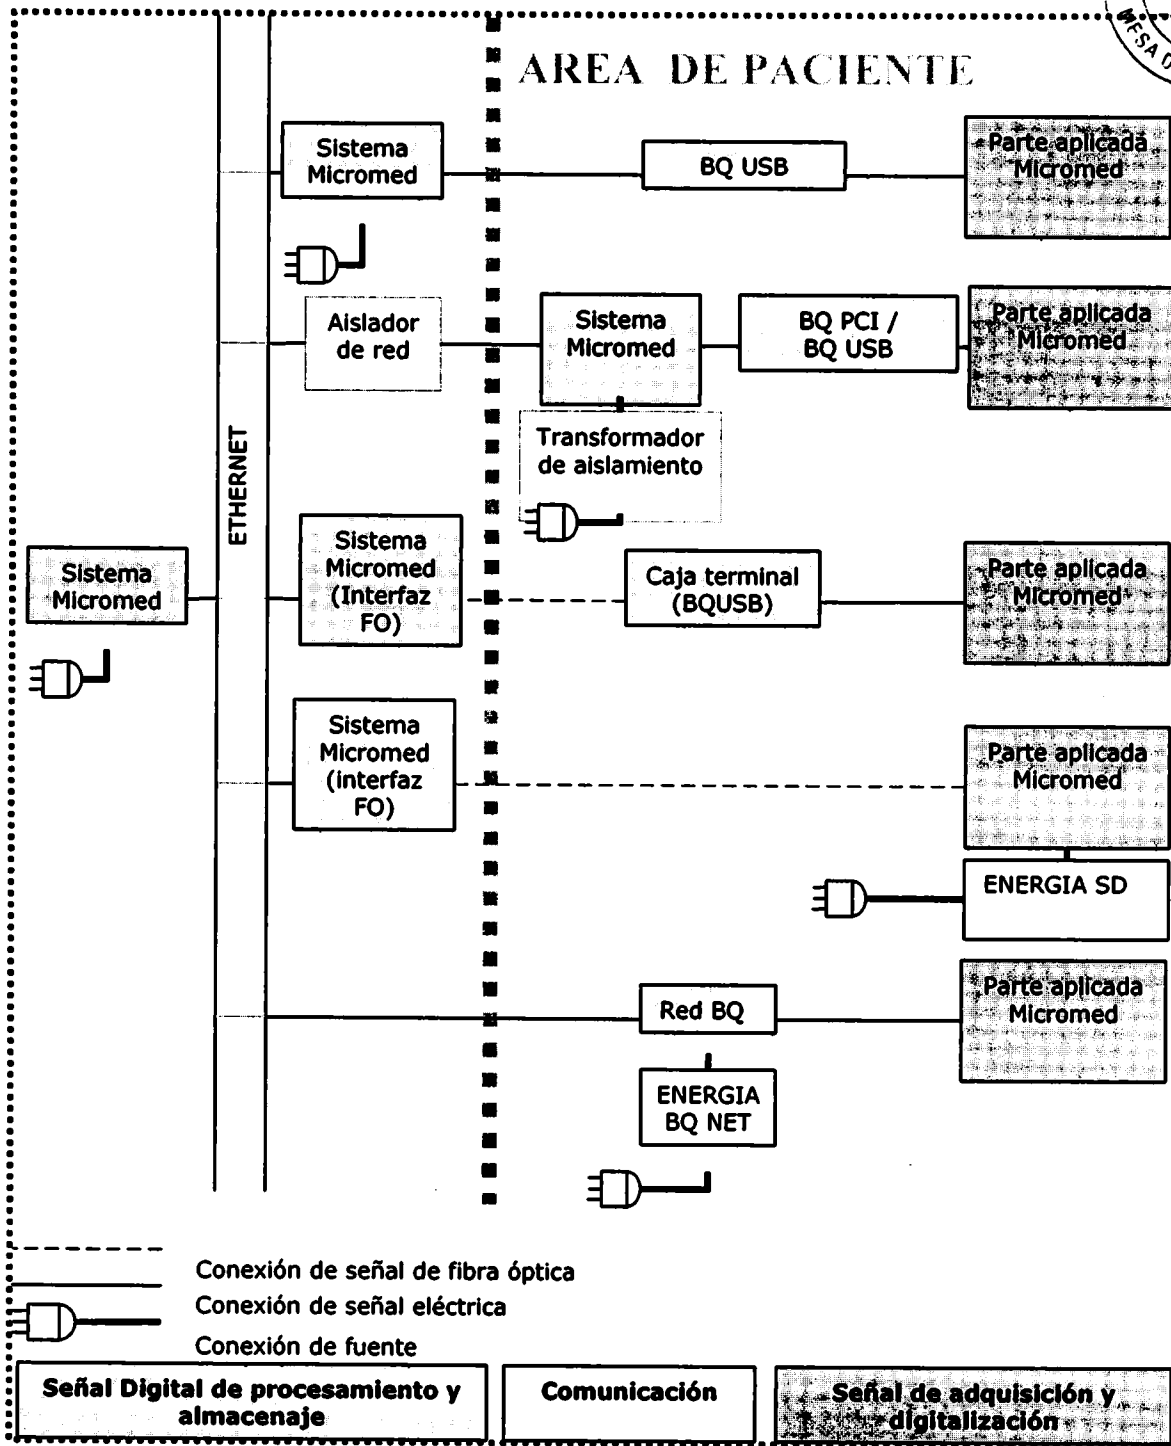 AREA DE PACIENTE
MESA D
Sistema
Micromed
BQ USB
Parte aplicada
Micromed
Aislador
de red
Sistema
Micromed
BQ PCI /
BQ USB
Parte aplicada
Micromed
Transformador
de aislamiento
ETHERNET
Sistema
Micromed
Sistema
Micromed
(Interfaz
FO)
Caja terminal
(BQUSB)
Parte aplicada
Micromed
Sistema
Micromed
(interfaz
FO)
Parte aplicada
Micromed
ENERGIA SD
Red BQ
Parte aplicada
Micromed
ENERGIA
BQ NET
Conexión de señal de fibra óptica
Conexión de señal eléctrica
Conexión de fuente
Señal Digital de procesamiento y
almacenaje
Comunicación
Señal de adquisición y
digitalización